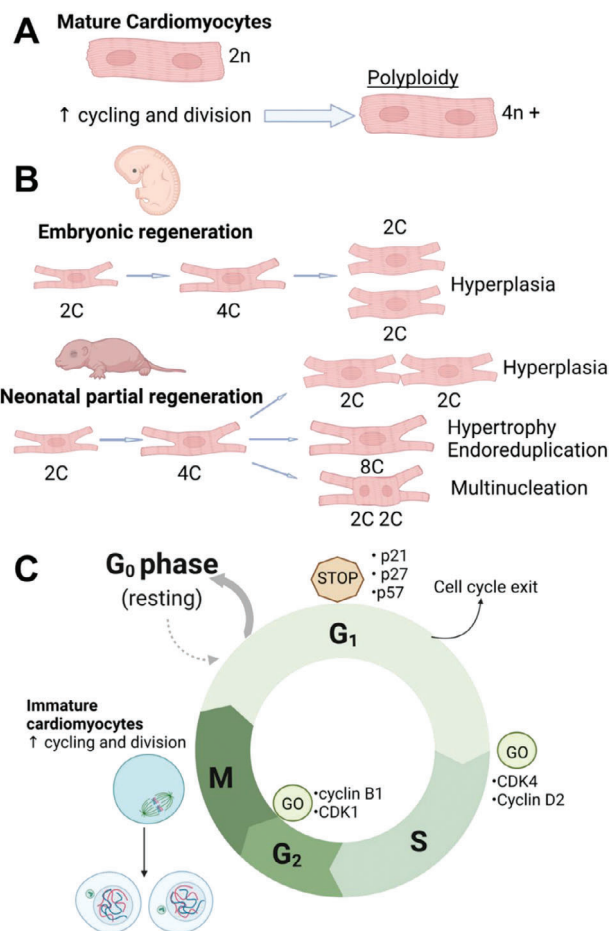 A
Mature Cardiomyocytes
2n
Polyploidy
↑ cycling and division
4n +
B
Embryonic regeneration
2C
4C
2C
2C
Hyperplasia
Neonatal partial regeneration
2C
4C
2C 2C
Hyperplasia
8C
Hypertrophy
Endoreduplication
2C 2C
Multinucleation
C
G₀ phase
(resting)
STOP
• p21
• p27
• p57
Cell cycle exit
G₁
Immature
cardiomyocytes
↑ cycling and division
GO
•CDK4
•Cyclin D2
M
GO
•cyclin B1
•CDK1
G₂
S